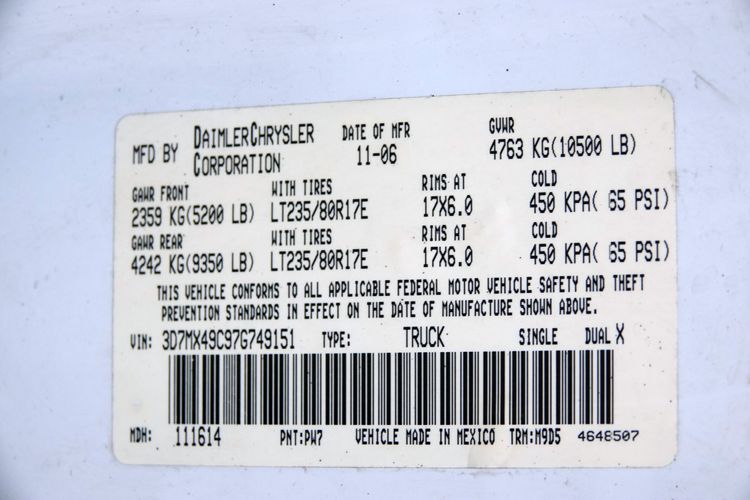 MFD BY DAIMLERCHRYSLER CORPORATION DATE OF MFR 11-06 GVWR 4763 KG(10500 LB)
GAWR FRONT WITH TIRES RIMS AT COLD
2359 KG(5200 LB) LT235/80R17E 17X6.0 450 KPA( 65 PSI)
GAWR REAR WITH TIRES RIMS AT COLD
4242 KG(9350 LB) LT235/80R17E 17X6.0 450 KPA( 65 PSI)
THIS VEHICLE CONFORMS TO ALL APPLICABLE FEDERAL MOTOR VEHICLE SAFETY AND THEFT
PREVENTION STANDARDS IN EFFECT ON THE DATE OF MANUFACTURE SHOWN ABOVE.
VIN: 3D7MX49C97G749151 TYPE: TRUCK SINGLE DUAL X
MDH: 111614 PNT:PW7 VEHICLE MADE IN MEXICO TRM:M9D5 4648507